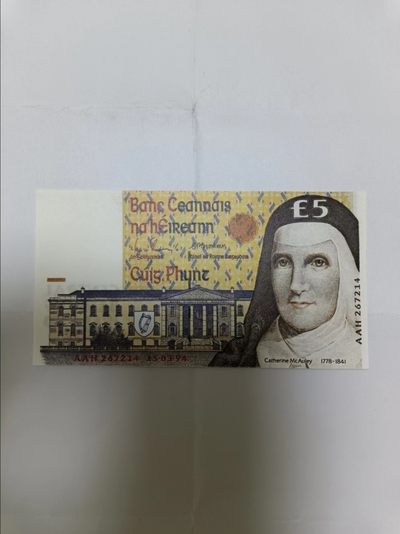 Banc Ceannais
na hÉireann
£5
Cúig Phunt
AAH 267214
AAH 267214 15·03·94
Catherine McAuley 1778-1841